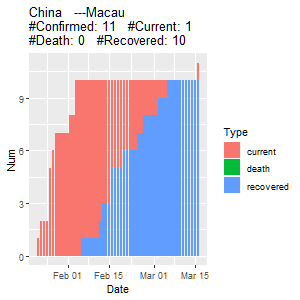 China   ---Macau
#Confirmed: 11   #Current: 1
#Death: 0   #Recovered: 10
9
6
3
0
Num
Feb 01 Feb 15 Mar 01 Mar 15
Date
Type
current
death
recovered